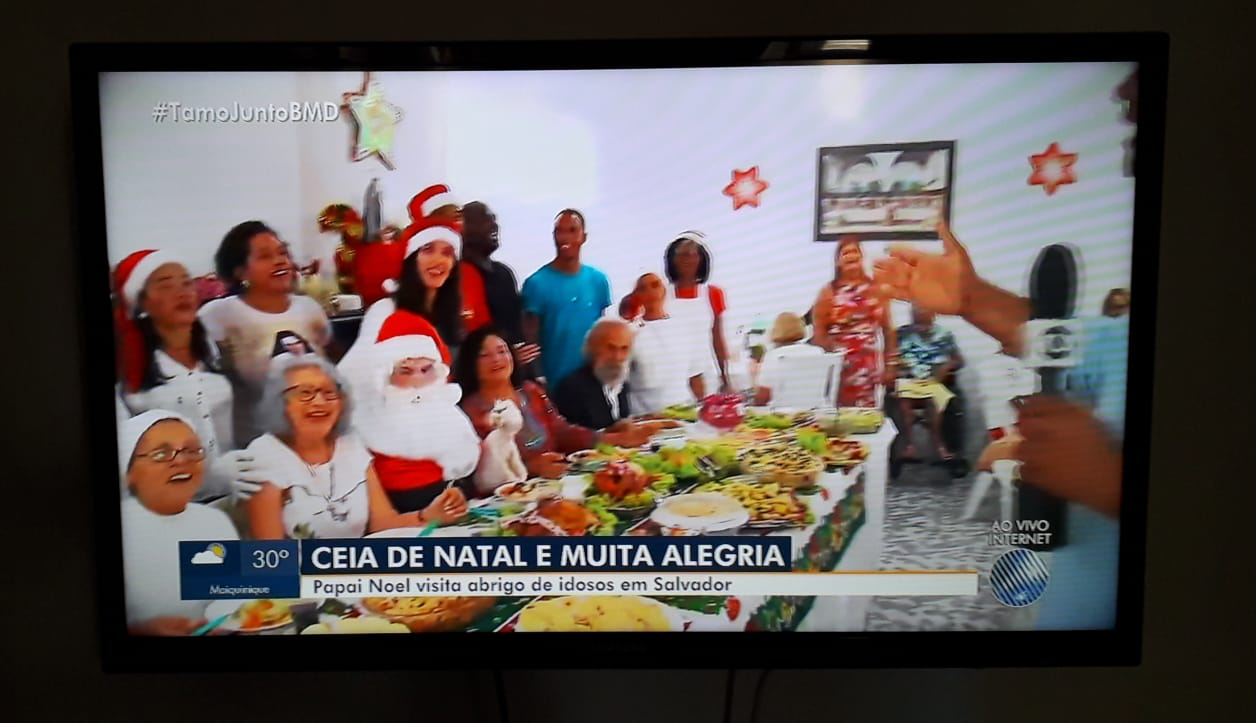 #TamoJuntoBMD
AO VIVO
INTERNET
30°
Maiquinique
CEIA DE NATAL E MUITA ALEGRIA
Papai Noel visita abrigo de idosos em Salvador